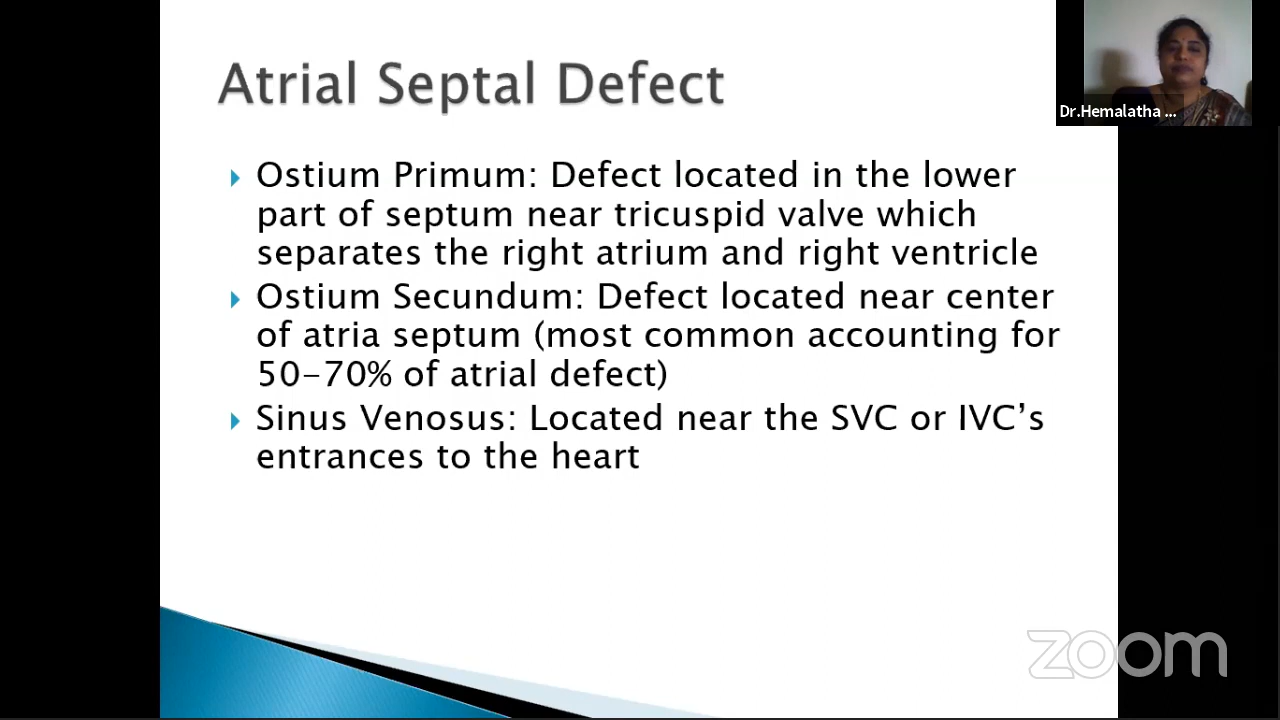 Atrial Septal Defect
Dr.Hemalatha ...
Ostium Primum: Defect located in the lower
part of septum near tricuspid valve which
separates the right atrium and right ventricle
Ostium Secundum: Defect located near center
of atria septum (most common accounting for
50-70% of atrial defect)
Sinus Venosus: Located near the SVC or IVC’s
entrances to the heart
zoom